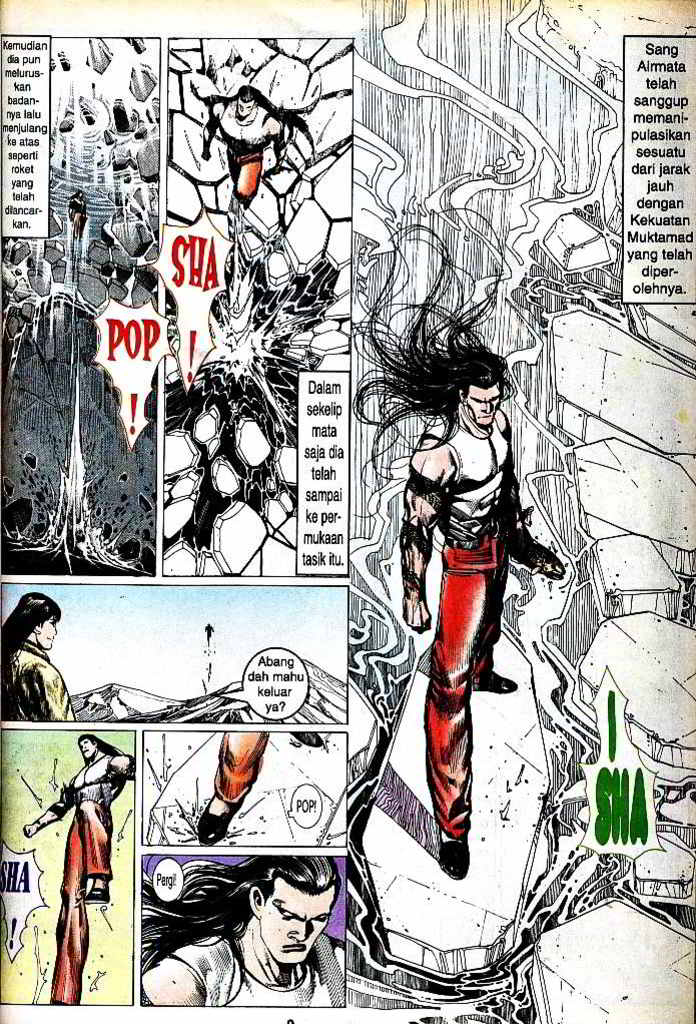 Kemudian
dia pun
melurus-
kan
badan-
nya lalu
menjulang
ke atas
seperti
roket
yang
telah
dilancar-
kan.
POP
!
SHA
!
Dalam
sekelip
mata
saja dia
telah
sampai
ke per-
mukaan
tasik itu.
Sang
Airmata
telah
sanggup
memani-
pulasikan
sesuatu
dari jarak
jauh
dengan
Kekuatan
Muktamad
yang telah
diper-
olehnya.
Abang
dah mahu
keluar
ya?
SHA
!
POP!
Pergi!
!
SHA